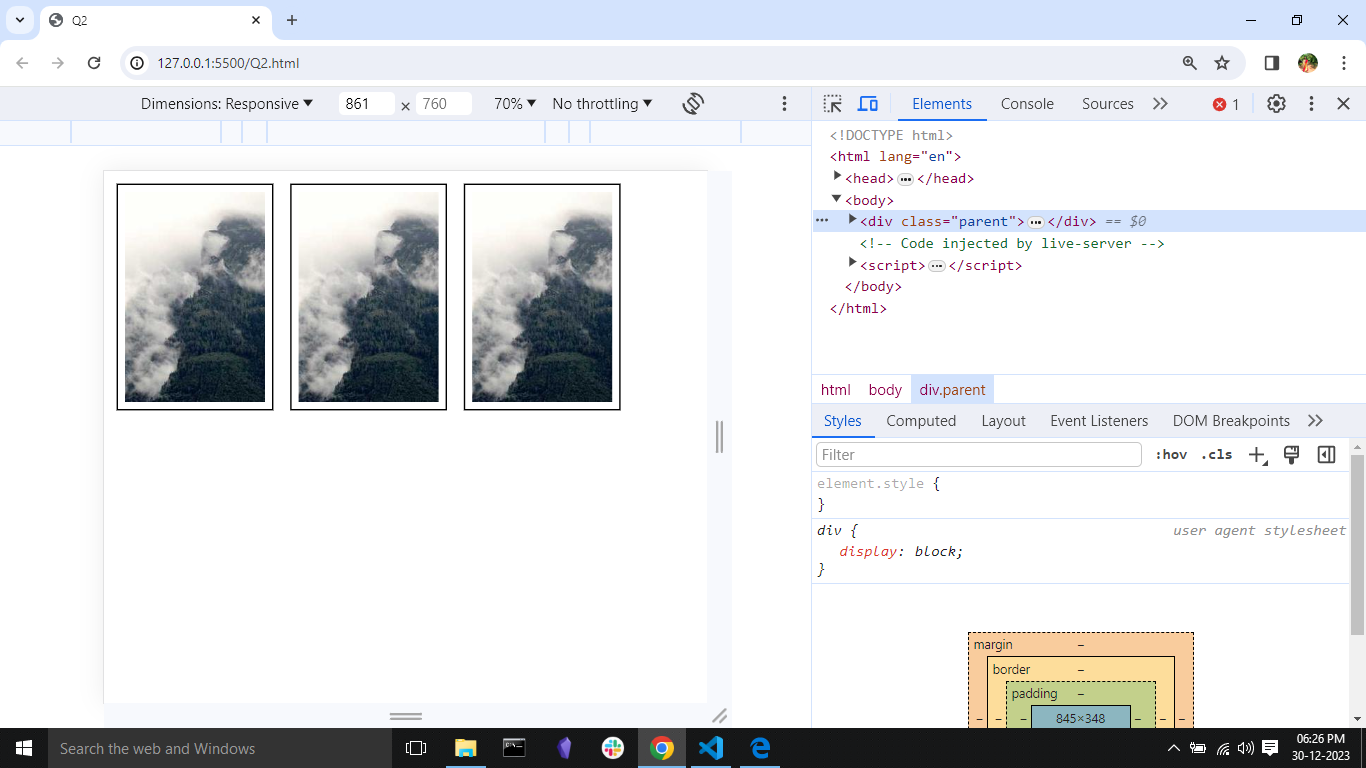 Q2
127.0.0.1:5500/Q2.html
Dimensions: Responsive 861 × 760 70% No throttling
Elements Console Sources 1
<!DOCTYPE html>
<html lang="en">
<head> ••• </head>
<body>
••• <div class="parent"> ••• </div> == $0
<!-- Code injected by live-server -->
<script> ••• </script>
</body>
</html>
html body div.parent
Styles Computed Layout Event Listeners DOM Breakpoints
Filter :hov .cls
element.style {
}
div { user agent stylesheet
display: block;
}
margin –
border –
padding –
– – – 845×348 – – –
Search the web and Windows
06:26 PM
30-12-2023